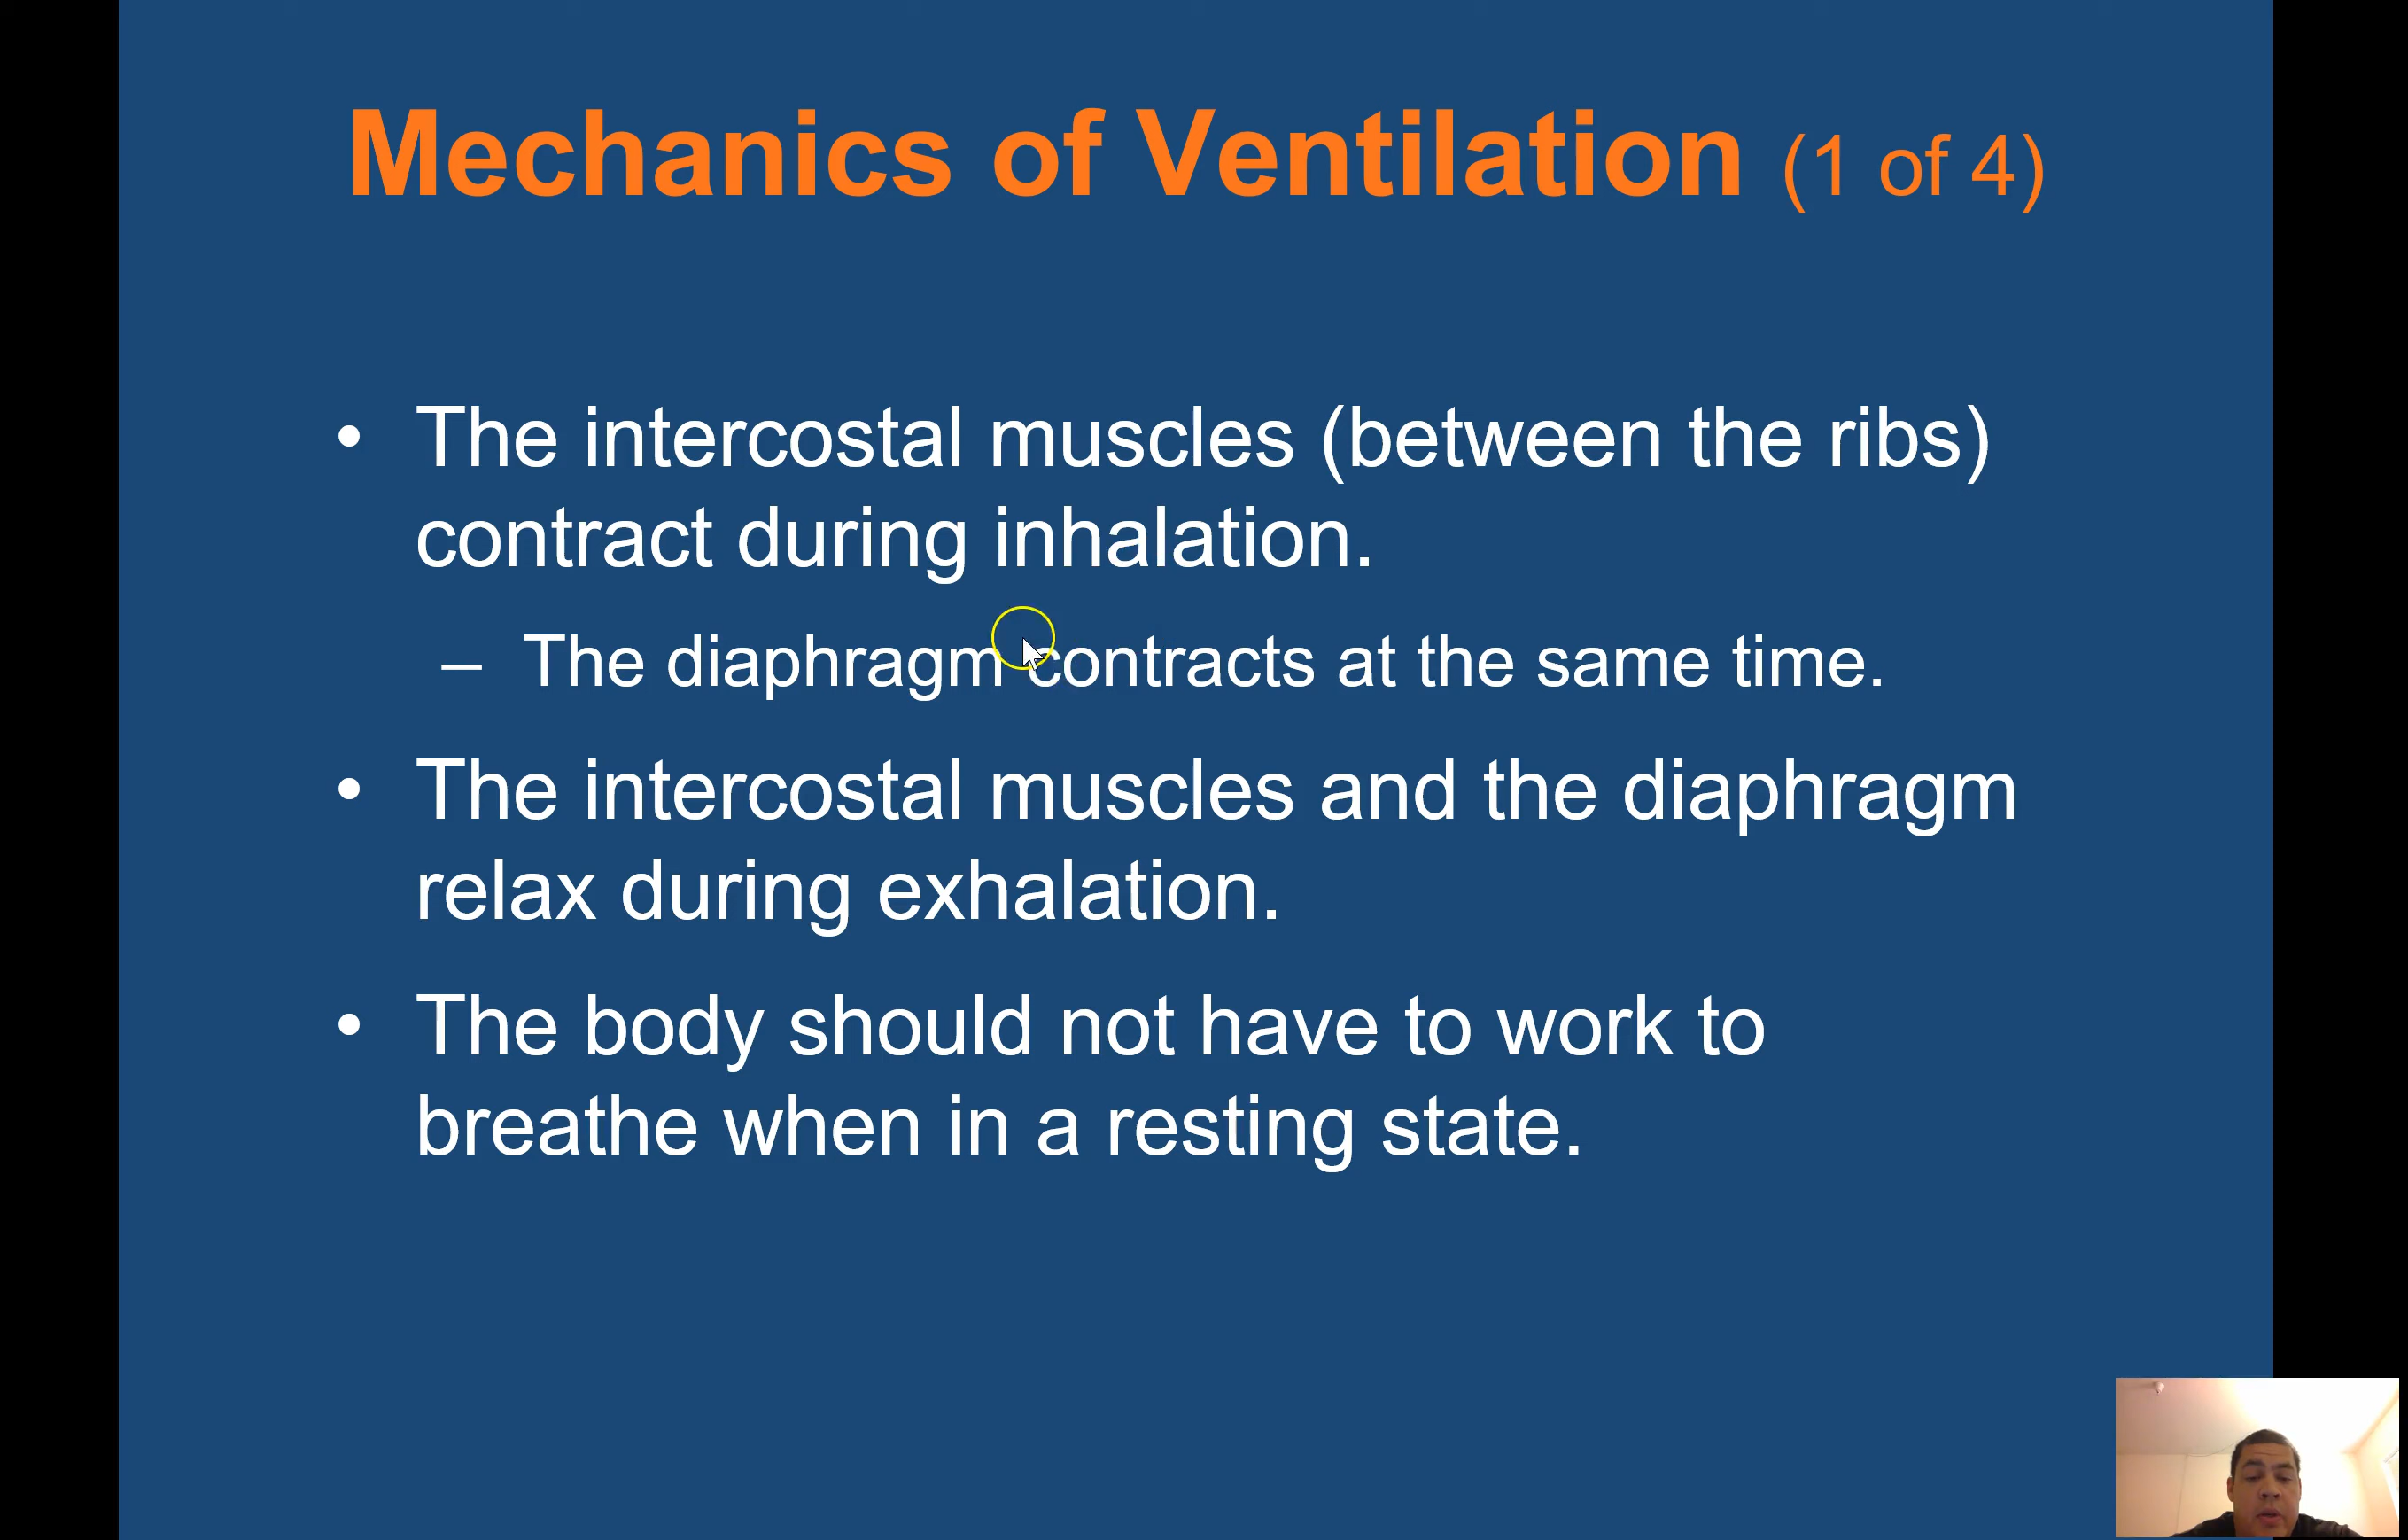 Mechanics of Ventilation (1 of 4)
• The intercostal muscles (between the ribs)
contract during inhalation.
– The diaphragm contracts at the same time.
• The intercostal muscles and the diaphragm
relax during exhalation.
• The body should not have to work to
breathe when in a resting state.